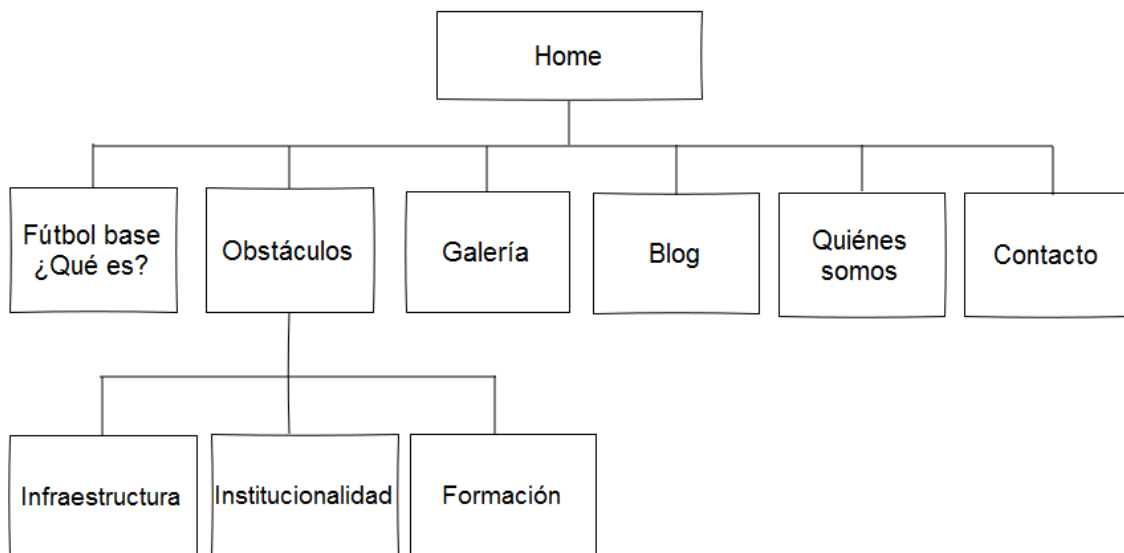 Home
Fútbol base
¿Qué es?
Obstáculos
Galería
Blog
Quiénes
somos
Contacto
Infraestructura
Institucionalidad
Formación